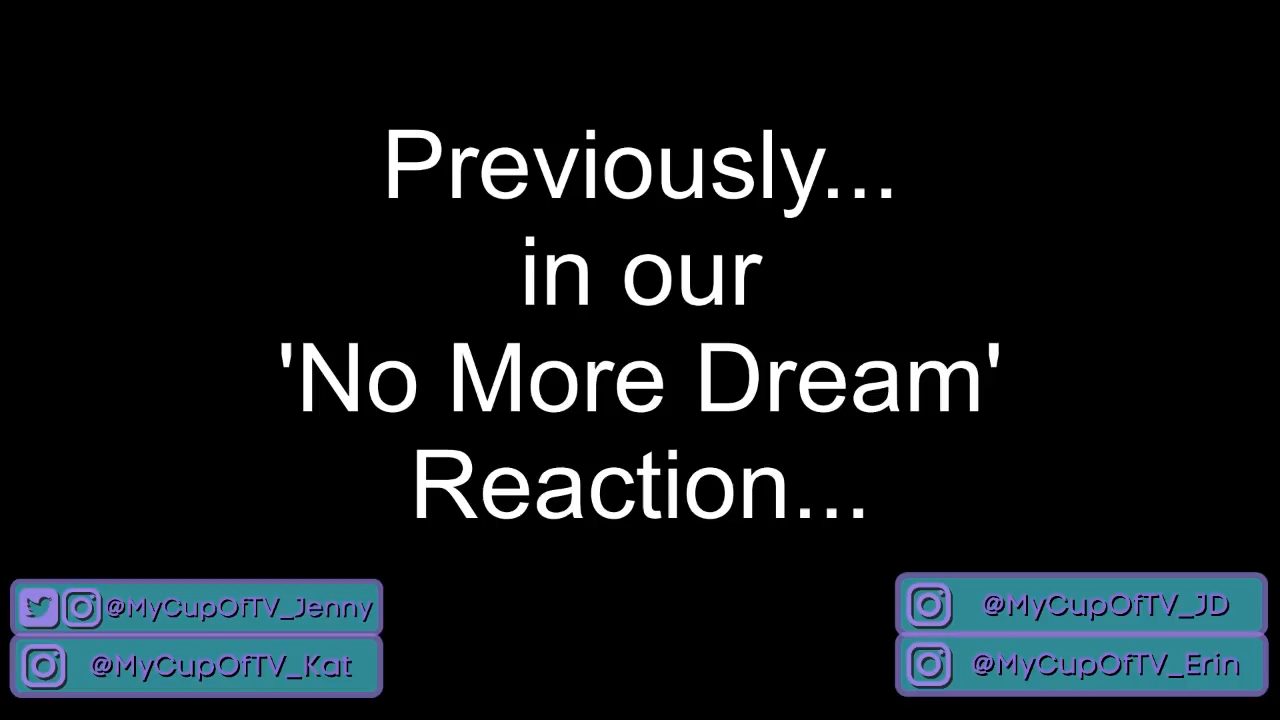 Previously...
in our
'No More Dream'
Reaction...
@MyCupOfTV_Jenny
@MyCupOfTV_Kat
@MyCupOfTV_JD
@MyCupOfTV_Erin